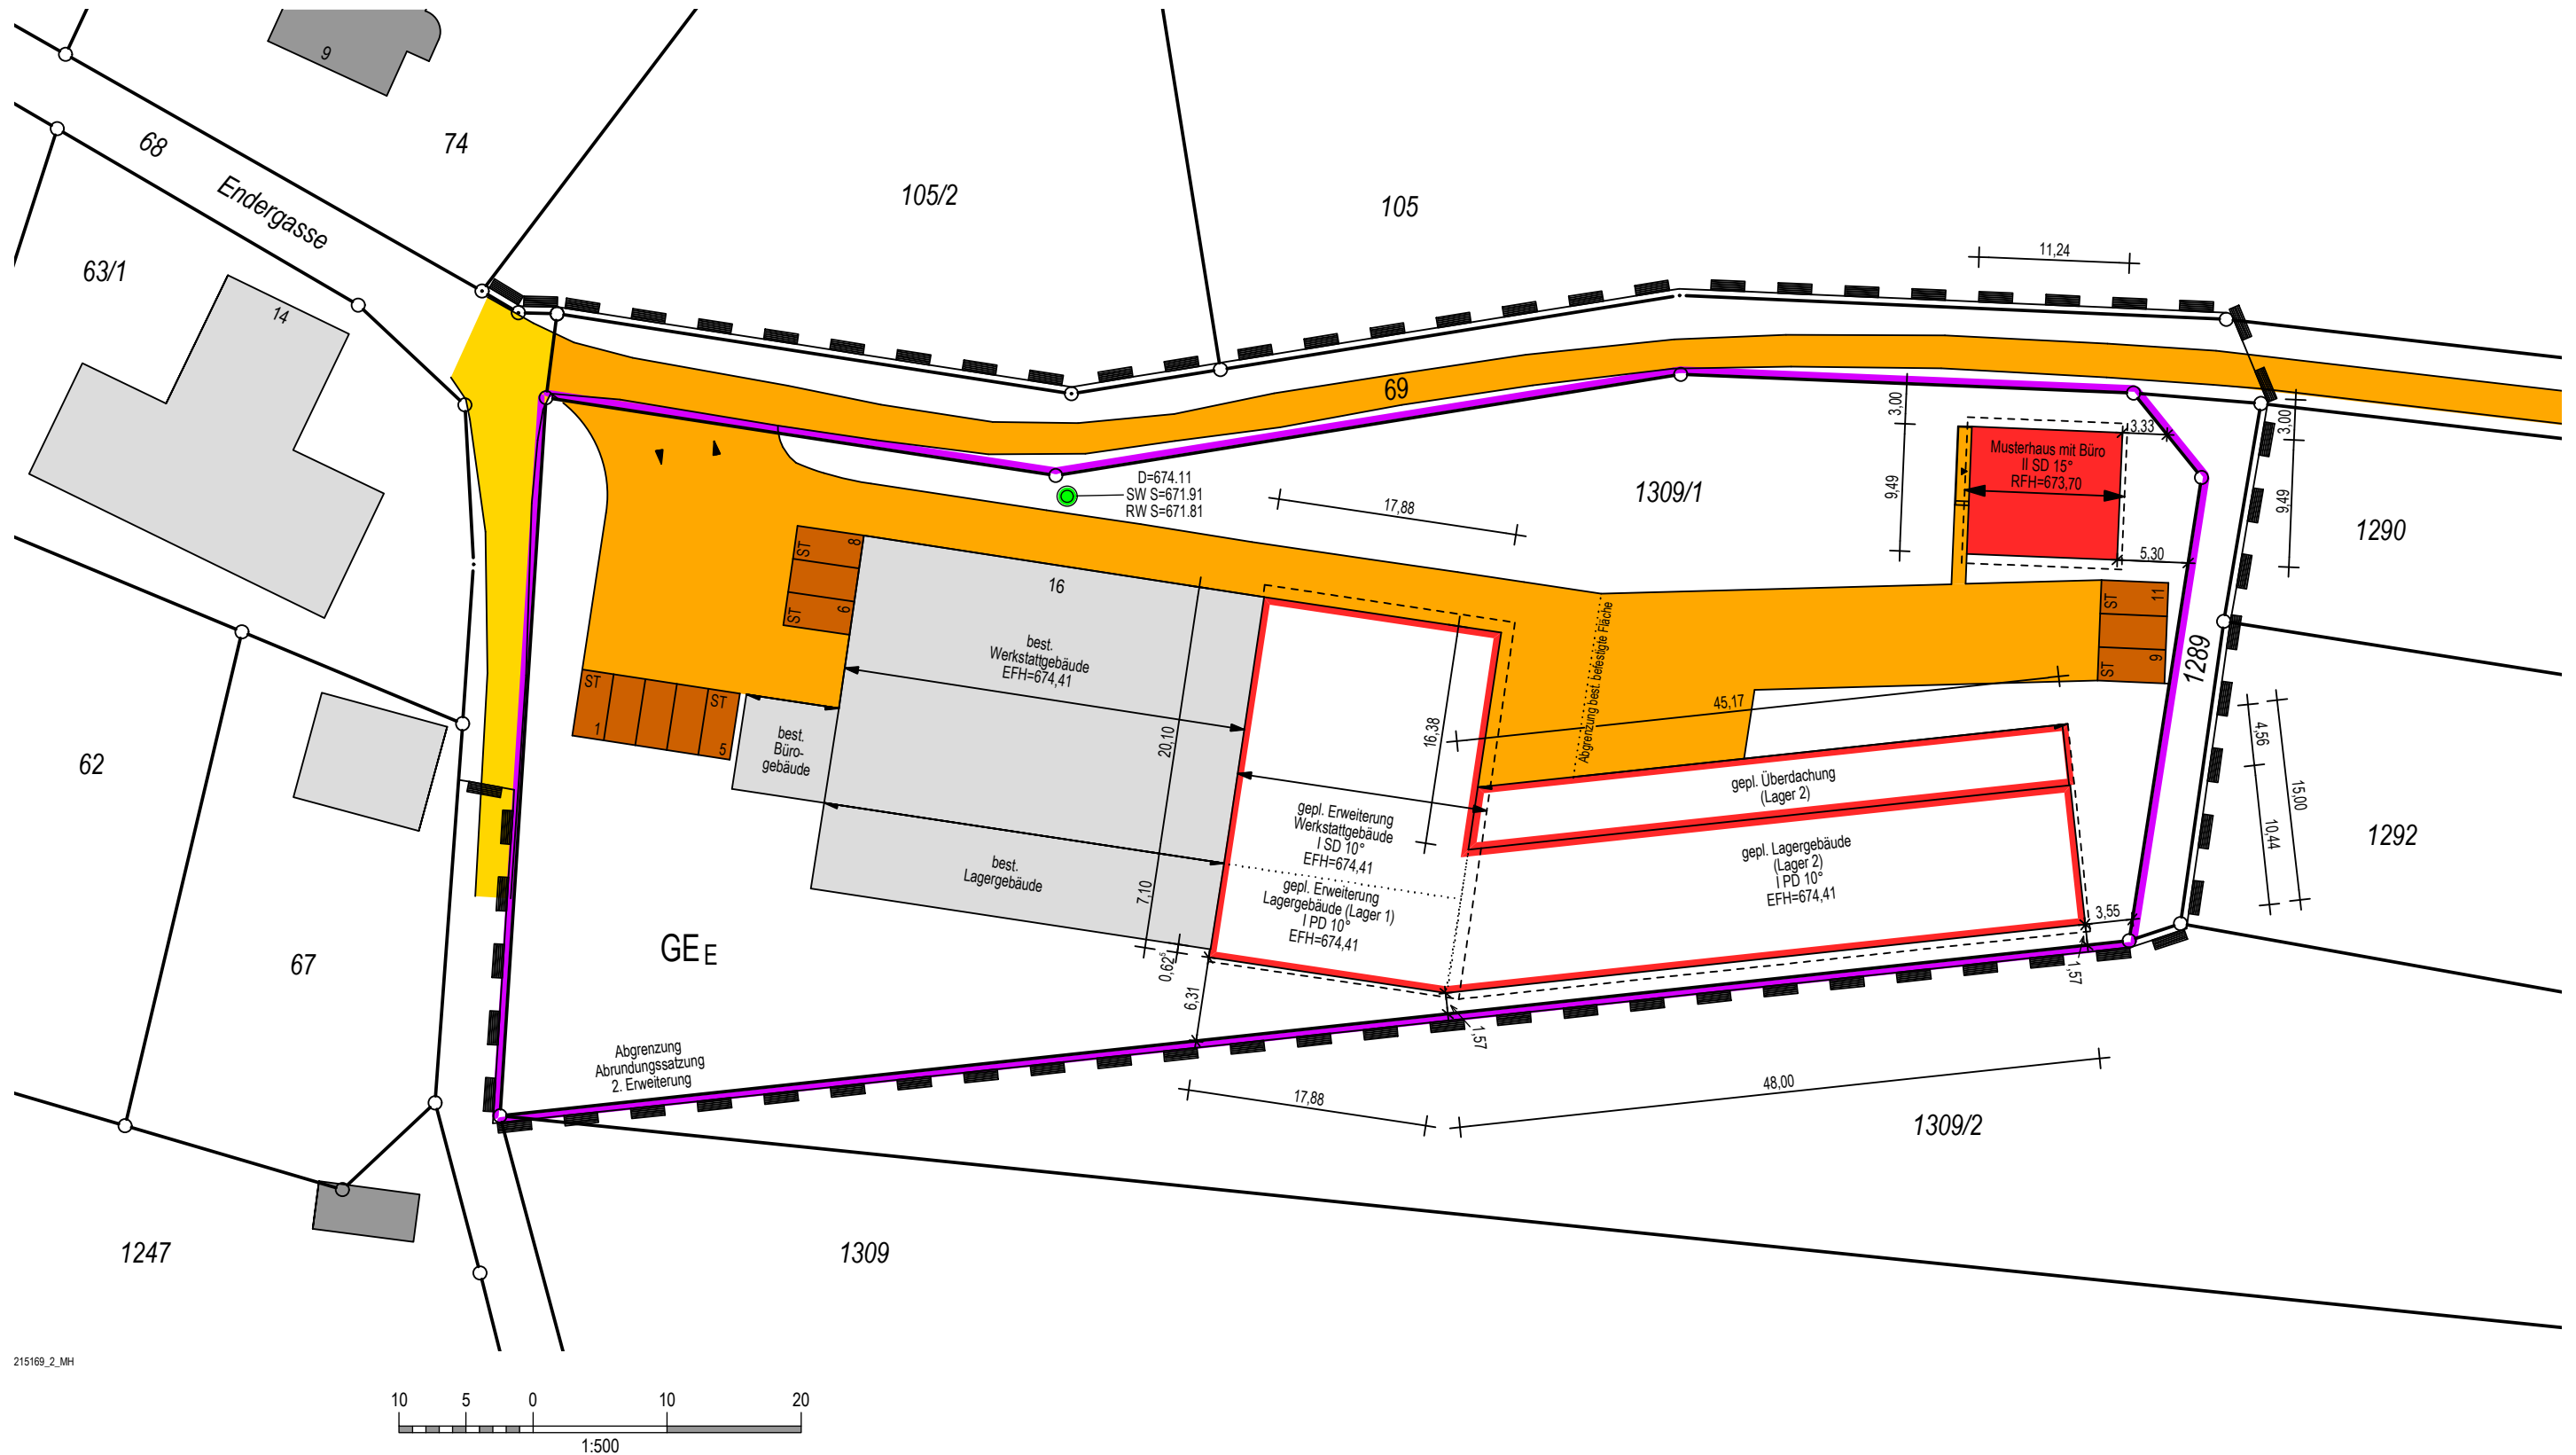 9
68
74
Endergasse
105/2
105
63/1
14
11,24
69
3,00
3,00
3,33
Musterhaus mit Büro
II SD 15°
RFH=673,70
9,49
9,49
5,30
D=674.11
SW S=671.91
RW S=671.81
17,88
1309/1
1290
ST
8
ST
6
16
best.
Werkstattgebäude
EFH=674,41
20,10
16,38
Abgrenzung best. befestigte Fläche
ST
11
ST
9
1289
45,17
ST
1
ST
5
best.
Büro-
gebäude
4,56
15,00
10,44
62
gepl. Überdachung
(Lager 2)
gepl. Erweiterung
Werkstattgebäude
I SD 10°
EFH=674,41
gepl. Lagergebäude
(Lager 2)
I PD 10°
EFH=674,41
1292
best.
Lagergebäude
7,10
gepl. Erweiterung
Lagergebäude (Lager 1)
I PD 10°
EFH=674,41
3,55
67
GE E
0,62⁵
6,31
1,57
1,57
Abgrenzung
Abrundungssatzung
2. Erweiterung
17,88
48,00
1309/2
1247
1309
215169_2_MH
10 5 0 10 20
1:500